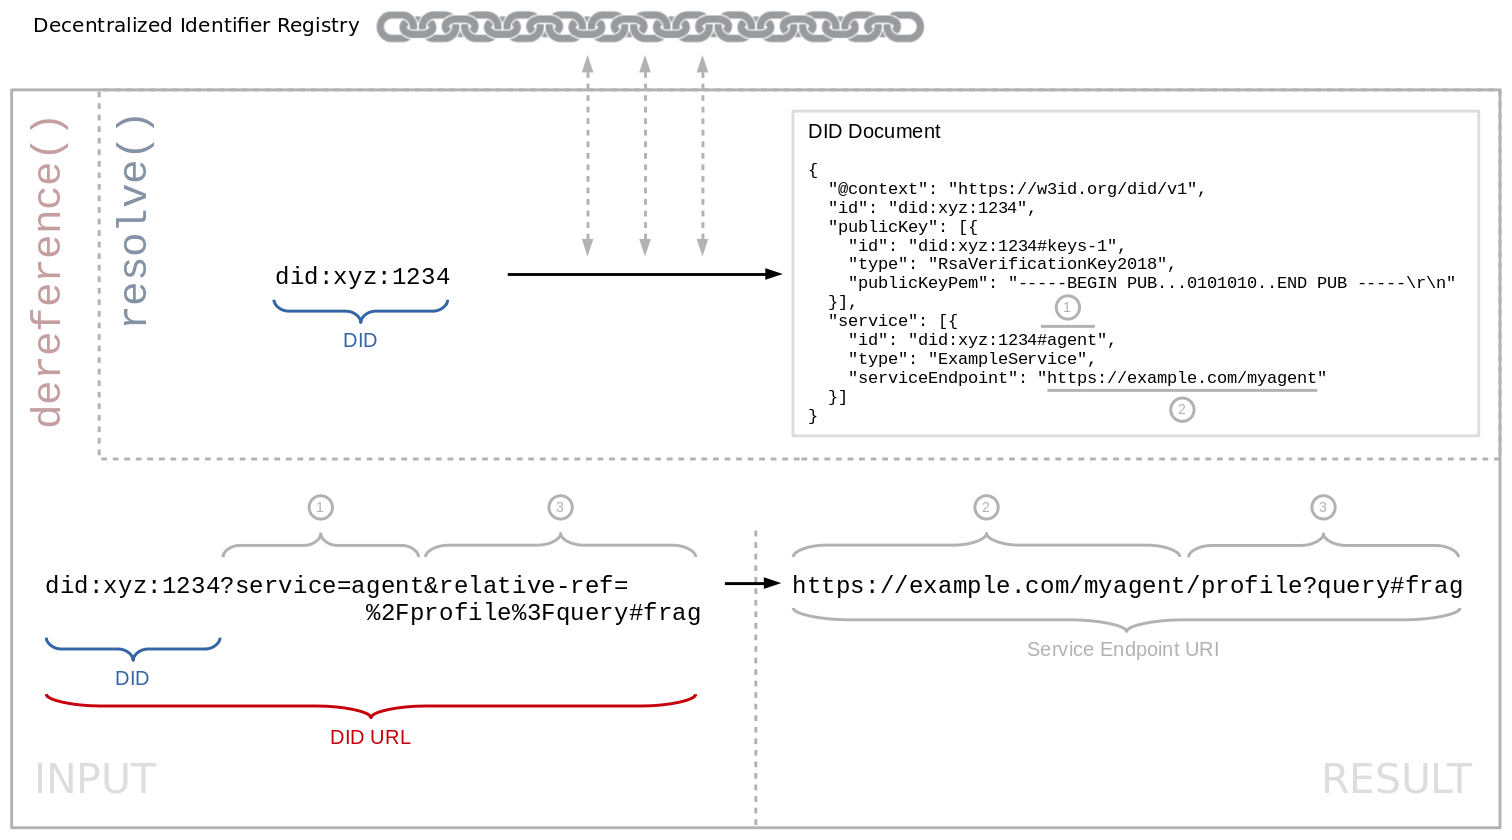 Decentralized Identifier Registry
dereference()
resolve()
did:xyz:1234
DID
DID Document
{
  "@context": "https://w3id.org/did/v1",
  "id": "did:xyz:1234",
  "publicKey": [{
    "id": "did:xyz:1234#keys-1",
    "type": "RsaVerificationKey2018",
    "publicKeyPem": "-----BEGIN PUB...0101010..END PUB -----\r\n"
  }],
1
  "service": [{
    "id": "did:xyz:1234#agent",
    "type": "ExampleService",
    "serviceEndpoint": "https://example.com/myagent"
  }]
2
}
1
3
did:xyz:1234?service=agent&relative-ref=
%2Fprofile%3Fquery#frag
DID
DID URL
INPUT
2
3
https://example.com/myagent/profile?query#frag
Service Endpoint URI
RESULT